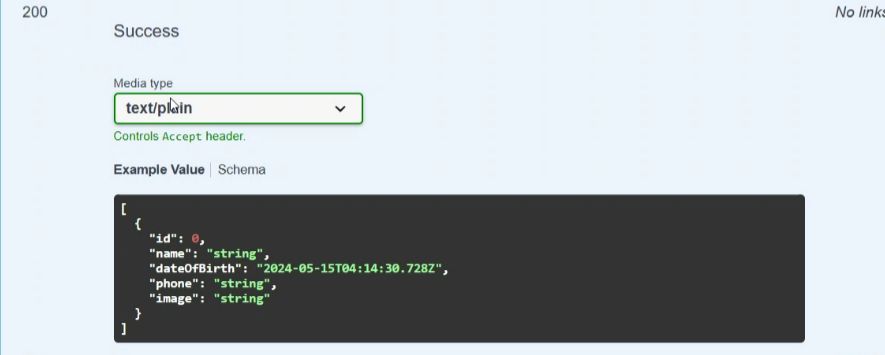 200
No links
Success
Media type
text/plain
Controls Accept header.
Example Value | Schema
[
{
"id": 0,
"name": "string",
"dateOfBirth": "2024-05-15T04:14:30.728Z",
"phone": "string",
"image": "string"
}
]